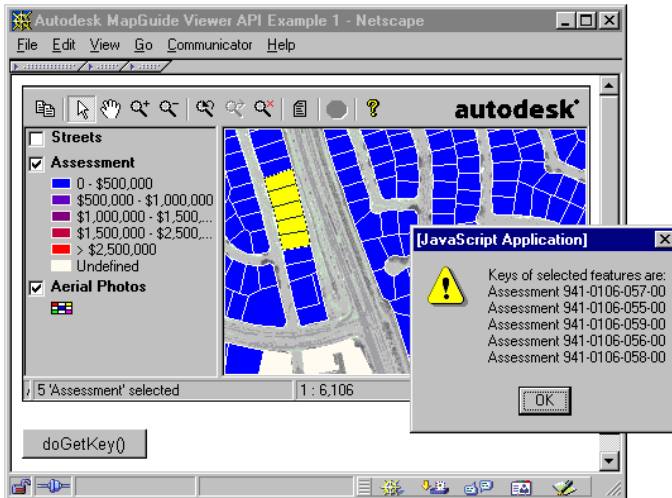 Autodesk MapGuide Viewer API Example 1 - Netscape
File Edit View Go Communicator Help
autodesk
Streets
Assessment
0 - $500,000
$500,000 - $1,000,000
$1,000,000 - $1,500,...
$1,500,000 - $2,500,...
> $2,500,000
Undefined
Aerial Photos
[JavaScript Application]
Keys of selected features are:
Assessment 941-0106-057-00
Assessment 941-0106-055-00
Assessment 941-0106-059-00
Assessment 941-0106-056-00
Assessment 941-0106-058-00
OK
5 'Assessment' selected
1 : 6,106
doGetKey()